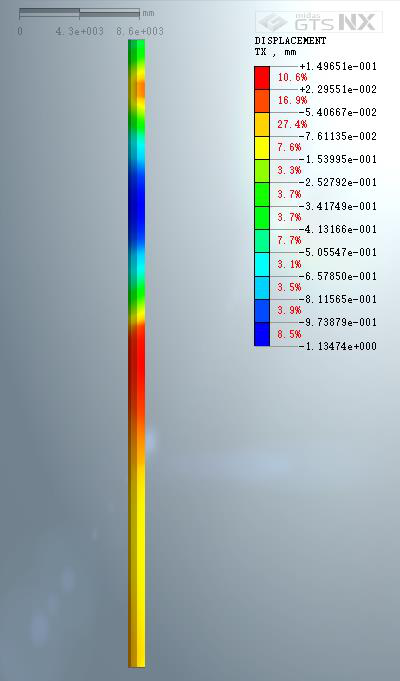 mm
0 4.3e+003 8.6e+003
midas
GTS NX
DISPLACEMENT
TX , mm
+1.49651e-001
10.6%
+2.29551e-002
16.9%
-5.40667e-002
27.4%
-7.61135e-002
7.6%
-1.53995e-001
3.3%
-2.52792e-001
3.7%
-3.41749e-001
3.7%
-4.13166e-001
7.7%
-5.05547e-001
3.1%
-6.57850e-001
3.5%
-8.11565e-001
3.9%
-9.73879e-001
8.5%
-1.13474e+000